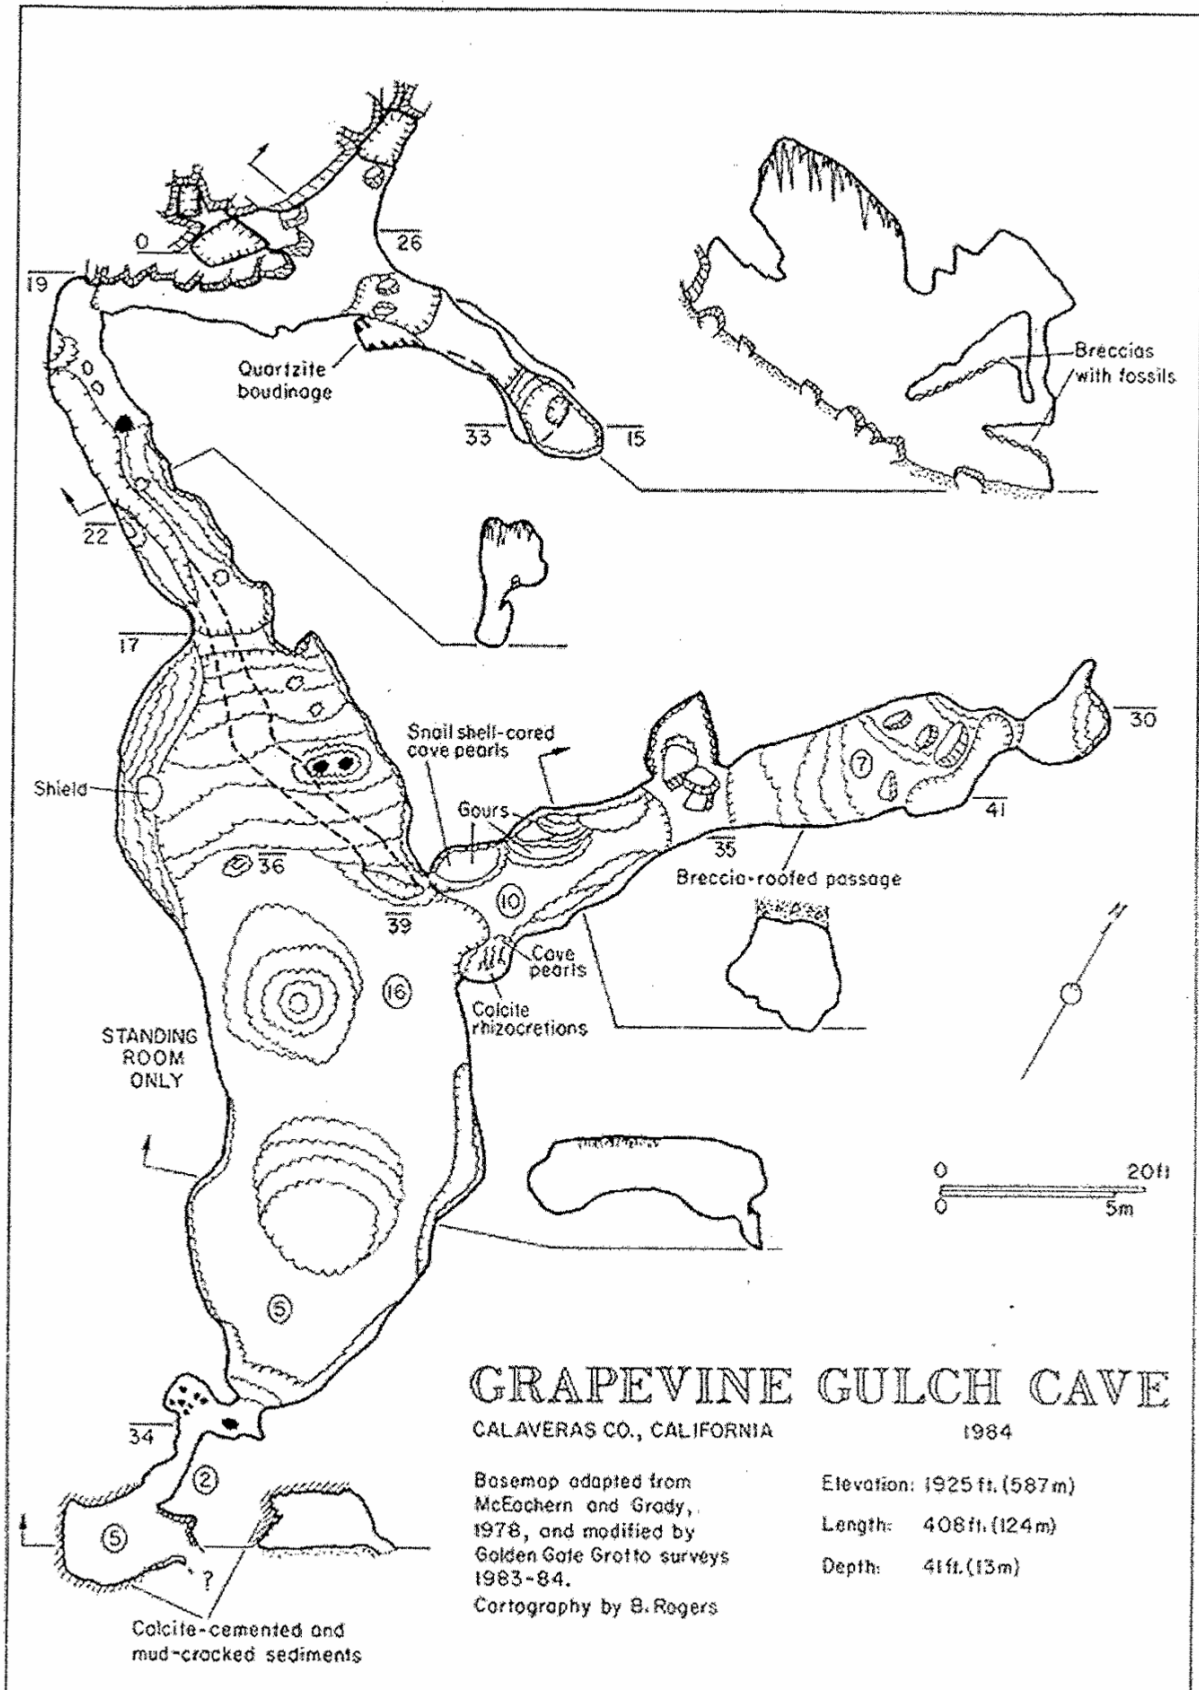 O
26
19
Quartzite
boudinage
33
15
Breccias
with fossils
22
17
Snail shell-cored
cave pearls
30
Shield
Gours
7
41
36
35
Breccia-roofed passage
10
39
N
Cave
pearls
16
Calcite
rhizocretions
STANDING
ROOM
ONLY
0 20ft
0 5m
5
GRAPEVINE GULCH CAVE
CALAVERAS CO., CALIFORNIA 1984
34
2
5
?
Basemap adapted from
McEachern and Grady,
1978, and modified by
Golden Gate Grotto surveys
1983-84.
Cartography by B. Rogers
Elevation: 1925 ft. (587m)
Length: 408 ft. (124m)
Depth: 41 ft. (13m)
Calcite-cemented and
mud-cracked sediments